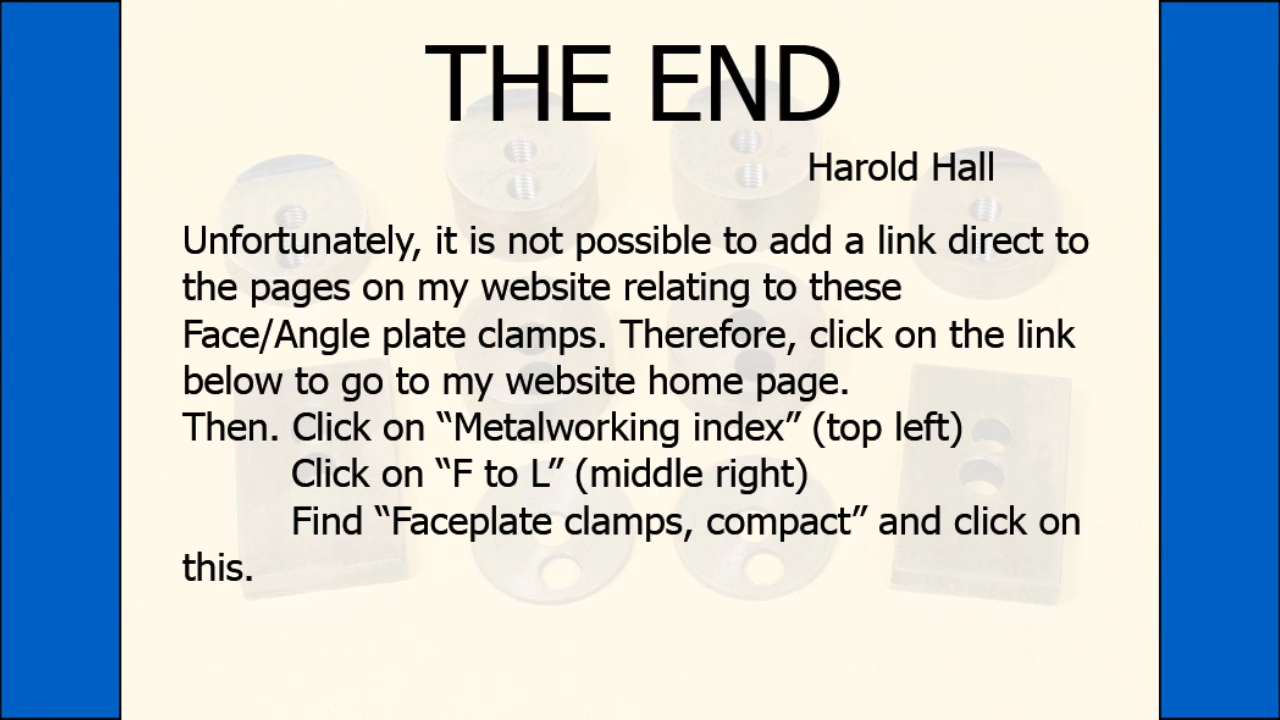 THE END
Harold Hall
Unfortunately, it is not possible to add a link direct to
the pages on my website relating to these
Face/Angle plate clamps. Therefore, click on the link
below to go to my website home page.
Then. Click on “Metalworking index” (top left)
Click on “F to L” (middle right)
Find “Faceplate clamps, compact” and click on
this.